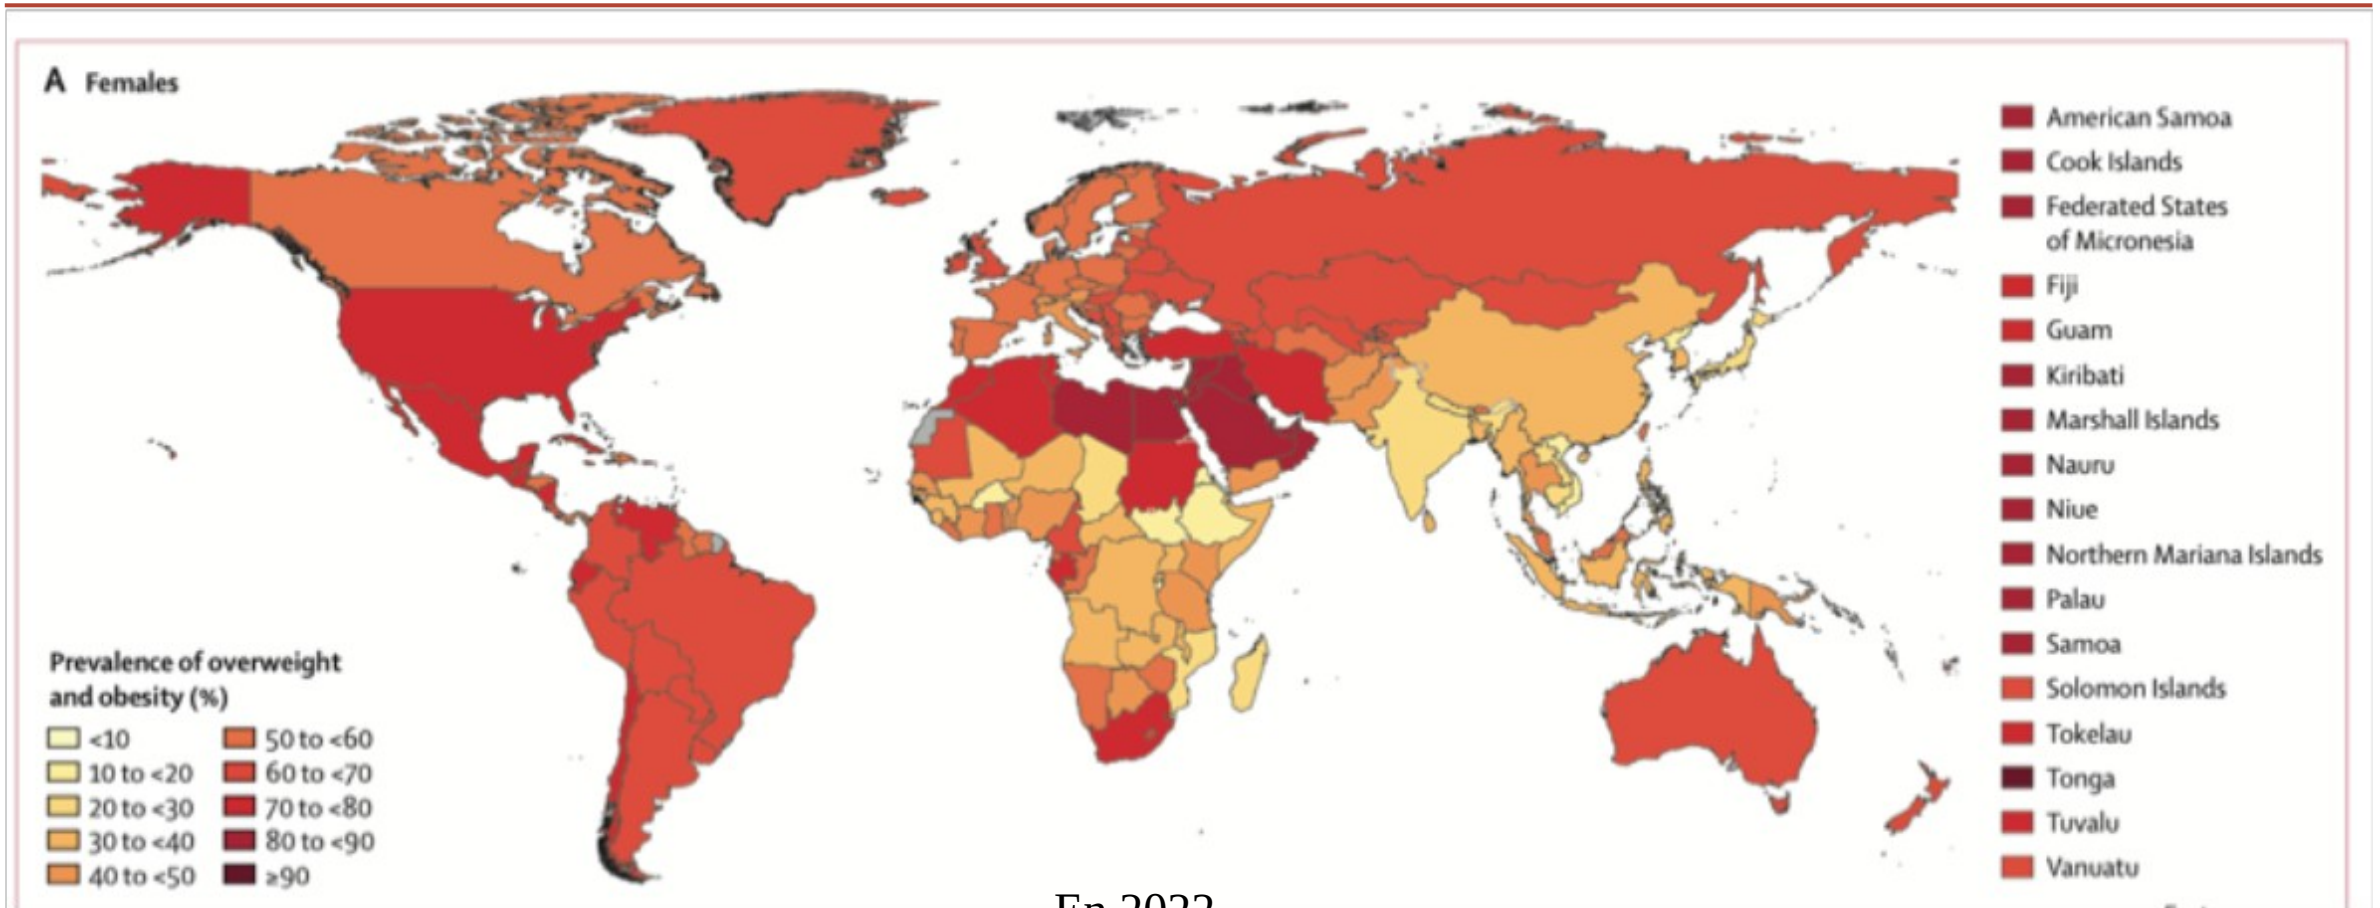 A Females
American Samoa
Cook Islands
Federated States
of Micronesia
Fiji
Guam
Kiribati
Marshall Islands
Nauru
Niue
Northern Mariana Islands
Palau
Samoa
Solomon Islands
Tokelau
Tonga
Tuvalu
Vanuatu
Prevalence of overweight
and obesity (%)
<10
10 to <20
20 to <30
30 to <40
40 to <50
50 to <60
60 to <70
70 to <80
80 to <90
≥90
En 2022